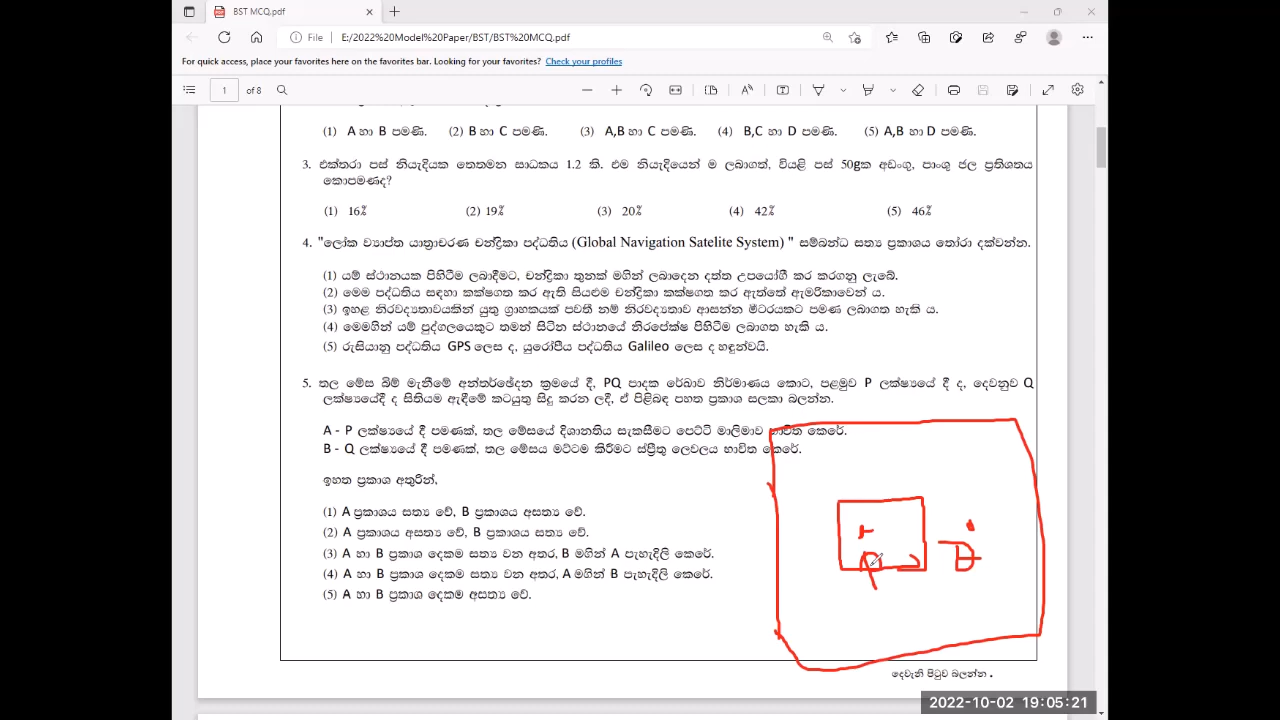 BST MCQ.pdf
File E:/2022%20Model%20Paper/BST/BST%20MCQ.pdf
For quick access, place your favorites here on the favorites bar. Looking for your favorites? Check your profiles
1 of 8
(1) A හා B පමණි. (2) B හා C පමණි. (3) A,B හා C පමණි. (4) B,C හා D පමණි. (5) A,B හා D පමණි.
3. එක්තරා පස් නියැදියක තෙතමන සාධකය 1.2 කි. එම නියැදියෙන් ම ලබාගත්, වියළි පස් 50gක අඩංගු, පාංශු ජල ප්‍රතිශතය
කොපමණද?
(1) 16% (2) 19% (3) 20% (4) 42% (5) 46%
4. "ලෝක ව්‍යාප්ත යාත්‍රාචරණ චන්ද්‍රිකා පද්ධතිය (Global Navigation Satelite System) " සම්බන්ධ සත්‍ය ප්‍රකාශය තෝරා දක්වන්න.
(1) යම් ස්ථානයක පිහිටීම ලබාදීමට, චන්ද්‍රිකා තුනක් මගින් ලබාදෙන දත්ත උපයෝගී කර කරගනු ලැබේ.
(2) මෙම පද්ධතිය සඳහා කක්ෂගත කර ඇති සියළුම චන්ද්‍රිකා කක්ෂගත කර ඇත්තේ ඇමරිකාවෙන් ය.
(3) ඉහළ නිරවද්‍යතාවයකින් යුතු ග්‍රාහකයක් පවතී නම් නිරවද්‍යතාව ආසන්න මීටරයකට පමණ ලබාගත හැකි ය.
(4) මෙමගින් යම් පුද්ගලයෙකුට තමන් සිටින ස්ථානයේ නිරපේක්ෂ පිහිටීම ලබාගත හැකි ය.
(5) රුසියානු පද්ධතිය GPS ලෙස ද, යුරෝපීය පද්ධතිය Galileo ලෙස ද හඳුන්වයි.
5. තල මේස බිම් මැනීමේ අන්තර්ඡේදන ක්‍රමයේ දී, PQ පාදක රේඛාව නිර්මාණය කොට, පළමුව P ලක්ෂ්‍යයේ දී ද, දෙවනුව Q
ලක්ෂ්‍යයේදී ද සිතියම ඇඳීමේ කටයුතු සිදු කරන ලදී, ඒ පිළිබඳ පහත ප්‍රකාශ සලකා බලන්න.
A - P ලක්ෂ්‍යයේ දී පමණක්, තල මේසයේ දිශානතිය සැකසීමට පෙට්ටි මාලිමාව භාවිත කෙරේ.
B - Q ලක්ෂ්‍යයේ දී පමණක්, තල මේසය මට්ටම් කිරීමට ස්ප්‍රීතු ලෙවලය භාවිත කෙරේ.
ඉහත ප්‍රකාශ අතුරින්,
(1) A ප්‍රකාශය සත්‍ය වේ, B ප්‍රකාශය අසත්‍ය වේ.
(2) A ප්‍රකාශය අසත්‍ය වේ, B ප්‍රකාශය සත්‍ය වේ.
(3) A හා B ප්‍රකාශ දෙකම සත්‍ය වන අතර, B මගින් A පැහැදිලි කෙරේ.
(4) A හා B ප්‍රකාශ දෙකම සත්‍ය වන අතර, A මගින් B පැහැදිලි කෙරේ.
(5) A හා B ප්‍රකාශ දෙකම අසත්‍ය වේ.
දෙවැනි පිටුව බලන්න .
2022-10-02 19:05:21